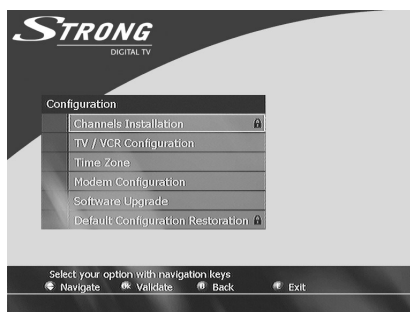 STRONG
DIGITAL TV
Configuration
Channels Installation
TV / VCR Configuration
Time Zone
Modem Configuration
Software Upgrade
Default Configuration Restoration
Select your option with navigation keys
Navigate OK Validate B Back E Exit